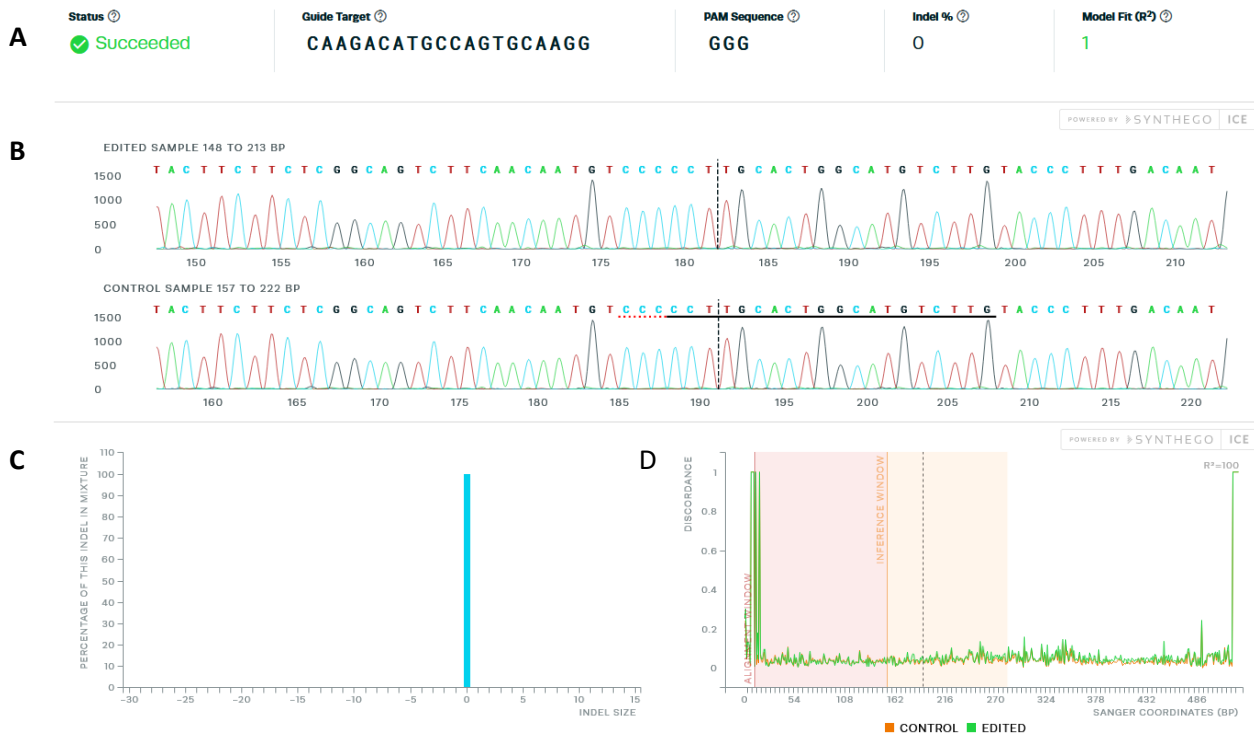 A
Status
Succeeded
Guide Target
CAAGACATGCCAGTGCAAGG
PAM Sequence
GGG
Indel %
0
Model Fit (R²)
1
POWERED BY SYNTHEGO ICE
B
EDITED SAMPLE 148 TO 213 BP
T A C T T C T T C T C G G C A G T C T T C A A C A A T G T C C C C C T T G C A C T G G C A T G T C T T G T A C C C T T T G A C A A T
1500
1000
500
0
150 155 160 165 170 175 180 185 190 195 200 205 210
CONTROL SAMPLE 157 TO 222 BP
T A C T T C T T C T C G G C A G T C T T C A A C A A T G T C C C C C T T G C A C T G G C A T G T C T T G T A C C C T T T G A C A A T
1500
1000
500
0
160 165 170 175 180 185 190 195 200 205 210 215 220
POWERED BY SYNTHEGO ICE
C
PERCENTAGE OF THIS INDEL IN MIXTURE
110
100
90
80
70
60
50
40
30
20
10
0
-30 -25 -20 -15 -10 -5 0 5 10 15
INDEL SIZE
D
DISCORDANCE
1
0.8
0.6
0.4
0.2
0
ALIGNMENT WINDOW
INFERENCE WINDOW
R²=100
0 54 108 162 216 270 324 378 432 486
SANGER COORDINATES (BP)
CONTROL EDITED